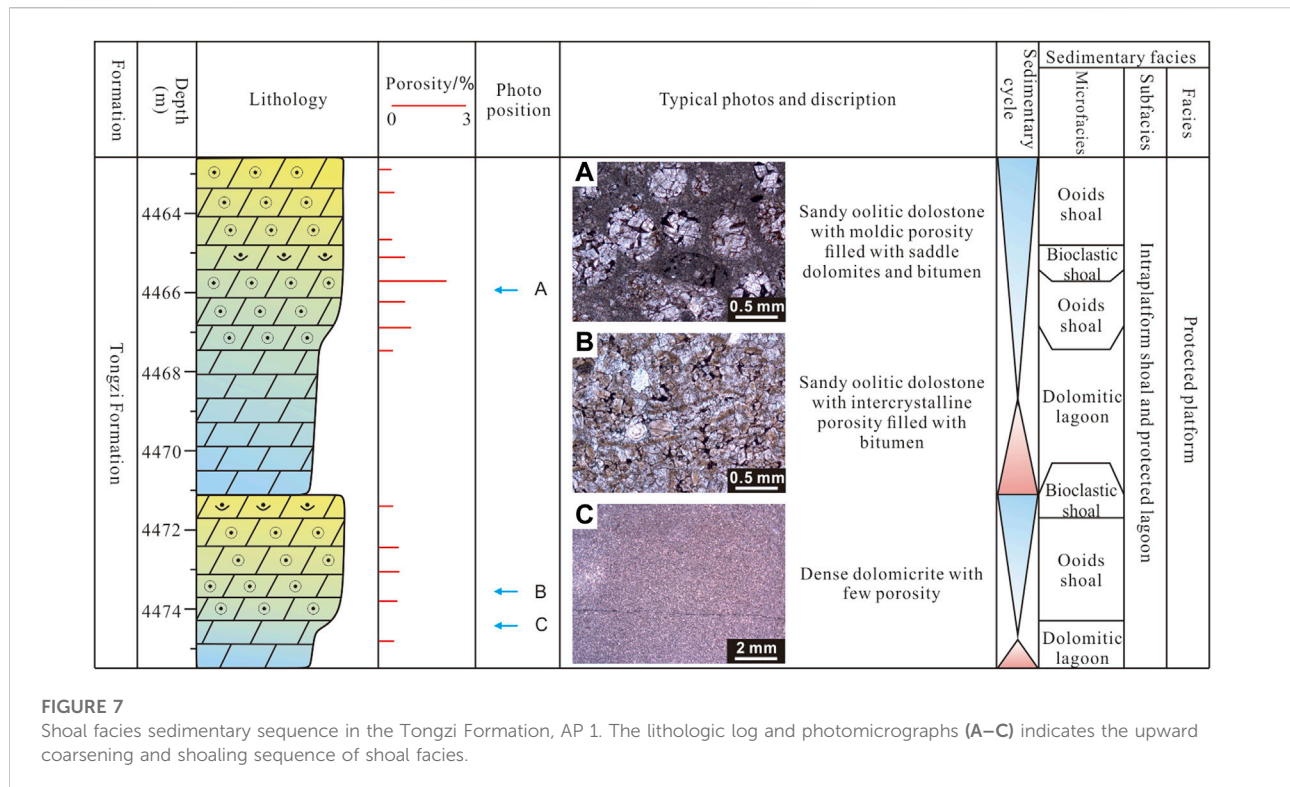 Formation
Depth
(m)
Lithology
Porosity/%
0 3
Photo
position
Typical photos and discription
Sedimentary
cycle
Sedimentary facies
Microfacies
Subfacies
Facies
Tongzi Formation
4464
4466
4468
4470
4472
4474
A
B
C
A
0.5 mm
Sandy oolitic dolostone
with moldic porosity
filled with saddle
dolomites and bitumen
B
0.5 mm
Sandy oolitic dolostone
with intercrystalline
porosity filled with
bitumen
C
2 mm
Dense dolomicrite with
few porosity
Ooids
shoal
Bioclastic
shoal
Ooids
shoal
Dolomitic
lagoon
Bioclastic
shoal
Ooids
shoal
Dolomitic
lagoon
Intraplatform shoal and protected lagoon
Protected platform
FIGURE 7
Shoal facies sedimentary sequence in the Tongzi Formation, AP 1. The lithologic log and photomicrographs (A–C) indicates the upward
coarsening and shoaling sequence of shoal facies.